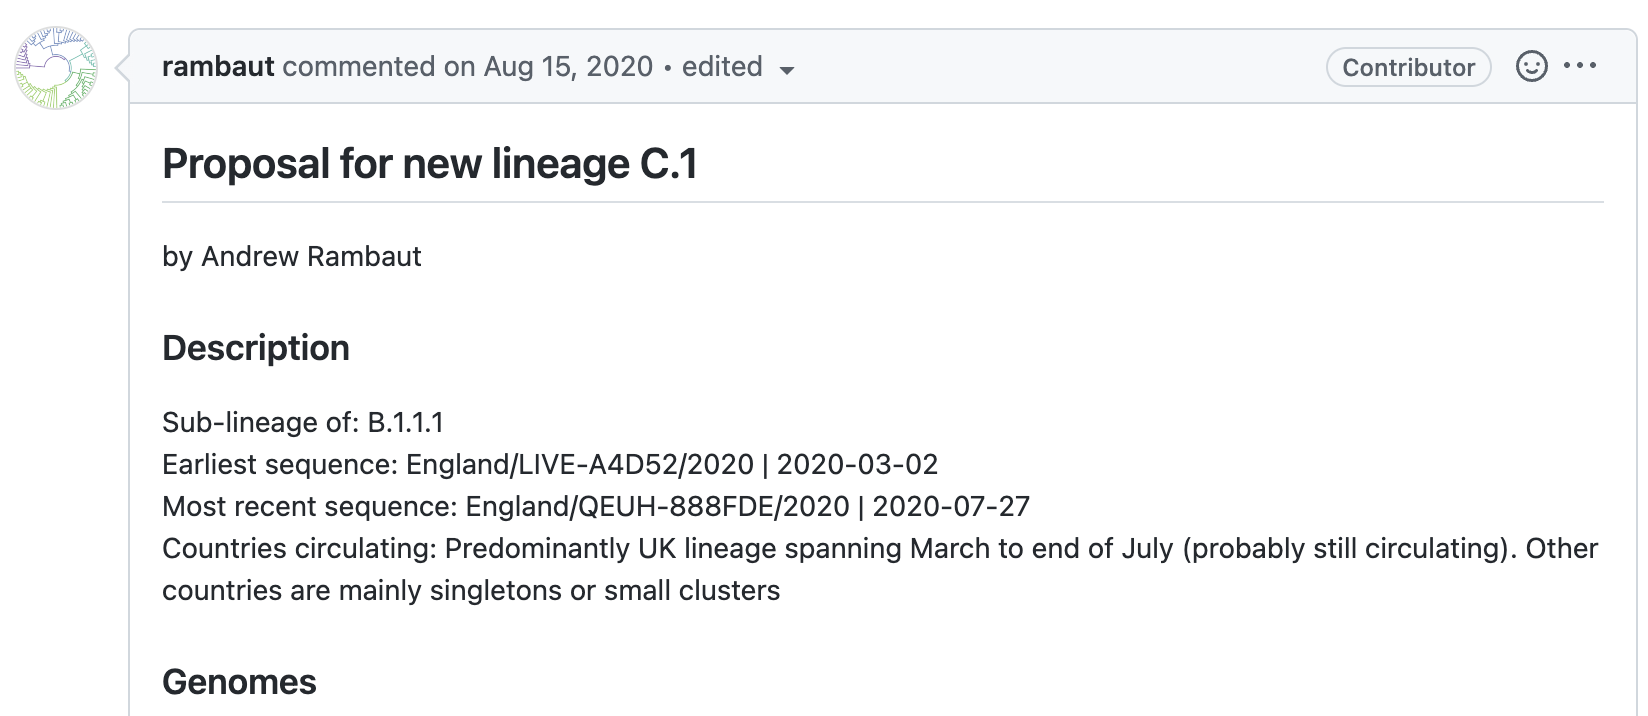 rambaut commented on Aug 15, 2020 • edited
Contributor
Proposal for new lineage C.1
by Andrew Rambaut
Description
Sub-lineage of: B.1.1.1
Earliest sequence: England/LIVE-A4D52/2020 | 2020-03-02
Most recent sequence: England/QEUH-888FDE/2020 | 2020-07-27
Countries circulating: Predominantly UK lineage spanning March to end of July (probably still circulating). Other
countries are mainly singletons or small clusters
Genomes